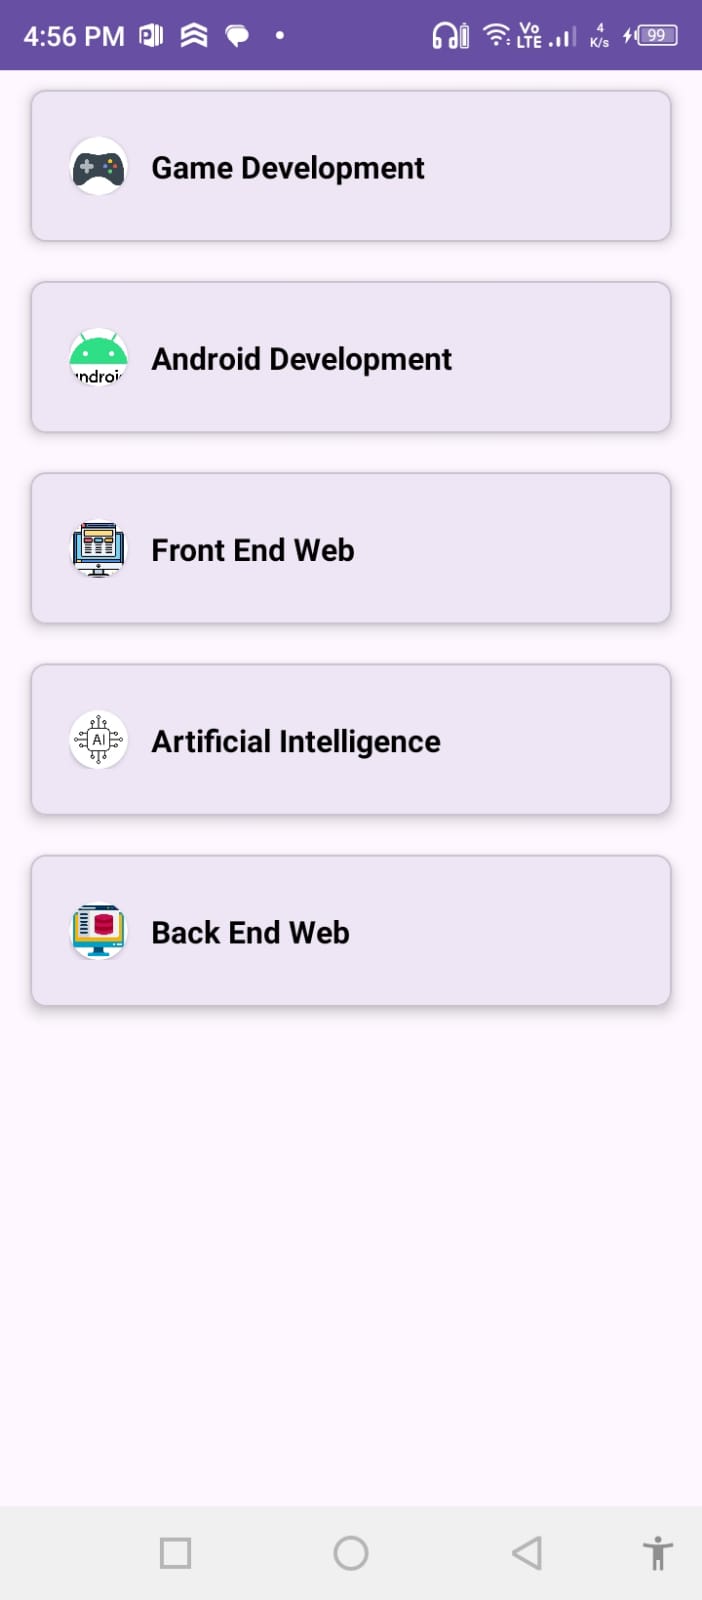 4:56 PM
Vo
LTE
4
K/s
99
Game Development
Android Development
ndroi
Front End Web
AI
Artificial Intelligence
Back End Web